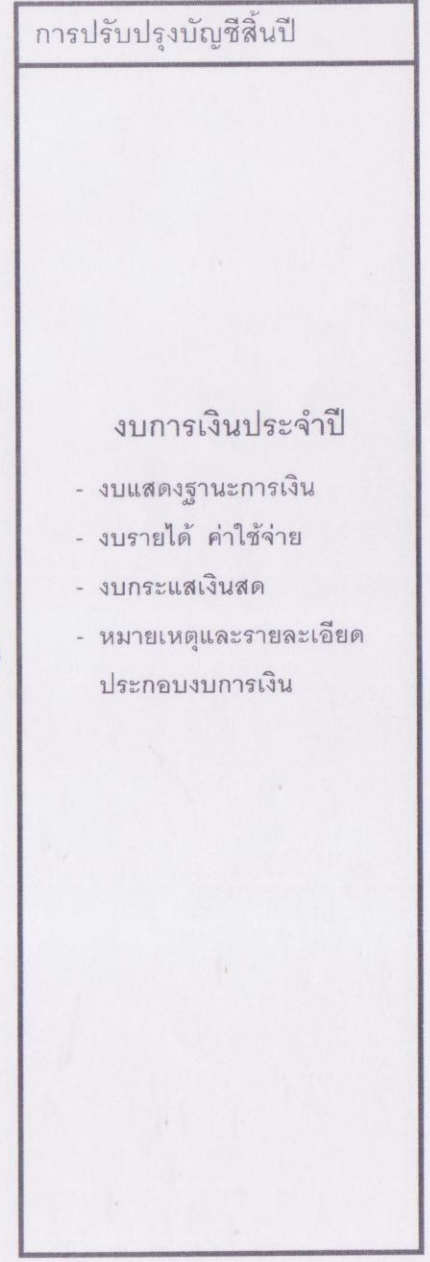 การปรับปรุงบัญชีสิ้นปี
งบการเงินประจำปี
- งบแสดงฐานะการเงิน
- งบรายได้ ค่าใช้จ่าย
- งบกระแสเงินสด
- หมายเหตุและรายละเอียด
ประกอบงบการเงิน